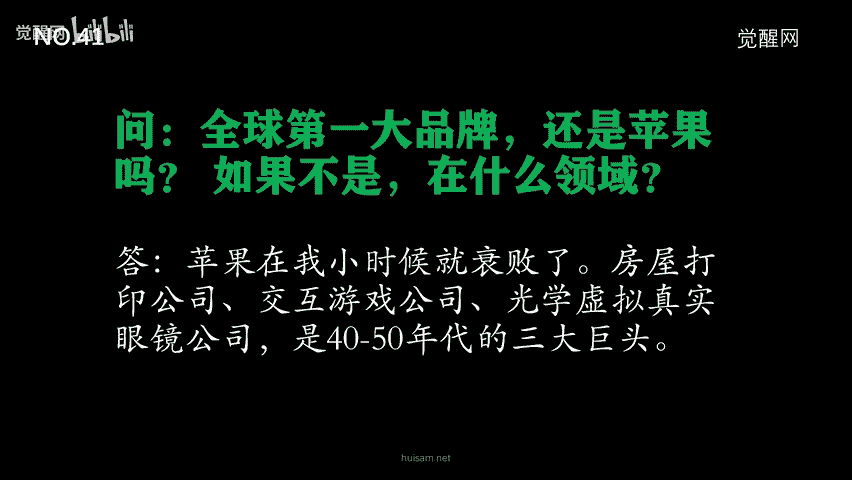 觉醒网 bilibili
NO.41
觉醒网
问：全球第一大品牌，还是苹果
吗？ 如果不是，在什么领域？
答：苹果在我小时候就衰败了。房屋打
印公司、交互游戏公司、光学虚拟真实
眼镜公司，是40-50年代的三大巨头。
huisam.net